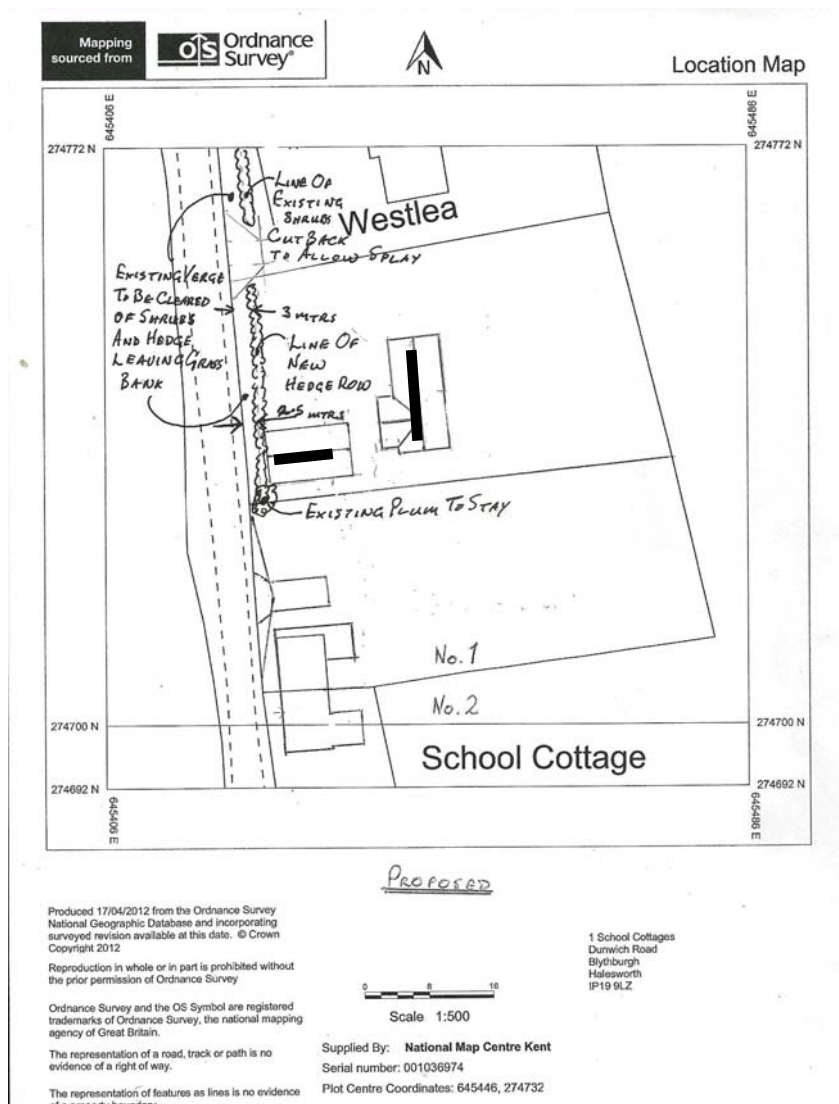 Mapping
sourced from
Ordnance
Survey®
N
Location Map
645406 E
645486 E
274772 N
274772 N
LINE OF
EXISTING
SHRUBS
CUT BACK
TO ALLOW SPLAY
Westlea
EXISTING VERGE
TO BE CLEARED
OF SHRUBS
AND HEDGE
LEAVING GRASS
BANK
3 MTRS
LINE OF
NEW
HEDGE ROW
2.5 MTRS
EXISTING PLUM TO STAY
No. 1
No. 2
274700 N
274700 N
School Cottage
274692 N
274692 N
645406 E
645486 E
PROPOSED
Produced 17/04/2012 from the Ordnance Survey
National Geographic Database and incorporating
surveyed revision available at this date. © Crown
Copyright 2012
Reproduction in whole or in part is prohibited without
the prior permission of Ordnance Survey
Ordnance Survey and the OS Symbol are registered
trademarks of Ordnance Survey, the national mapping
agency of Great Britain.
The representation of a road, track or path is no
evidence of a right of way.
The representation of features as lines is no evidence
of a property boundary
0 8 16
Scale 1:500
Supplied By: National Map Centre Kent
Serial number: 001036974
Plot Centre Coordinates: 645446, 274732
1 School Cottages
Dunwich Road
Blythburgh
Halesworth
IP19 9LZ